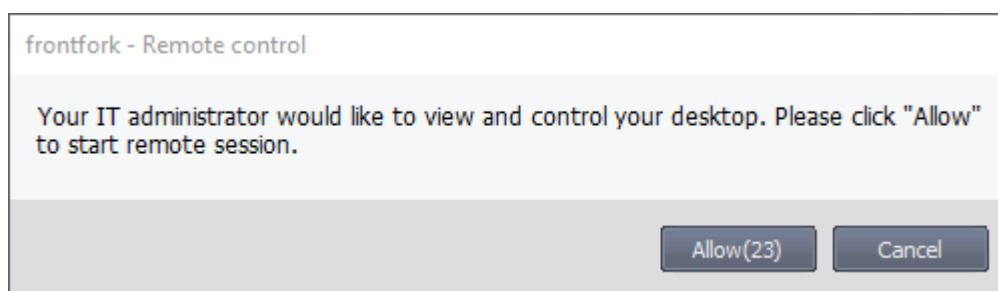 frontfork - Remote control
Your IT administrator would like to view and control your desktop. Please click "Allow"
to start remote session.
Allow(23) Cancel